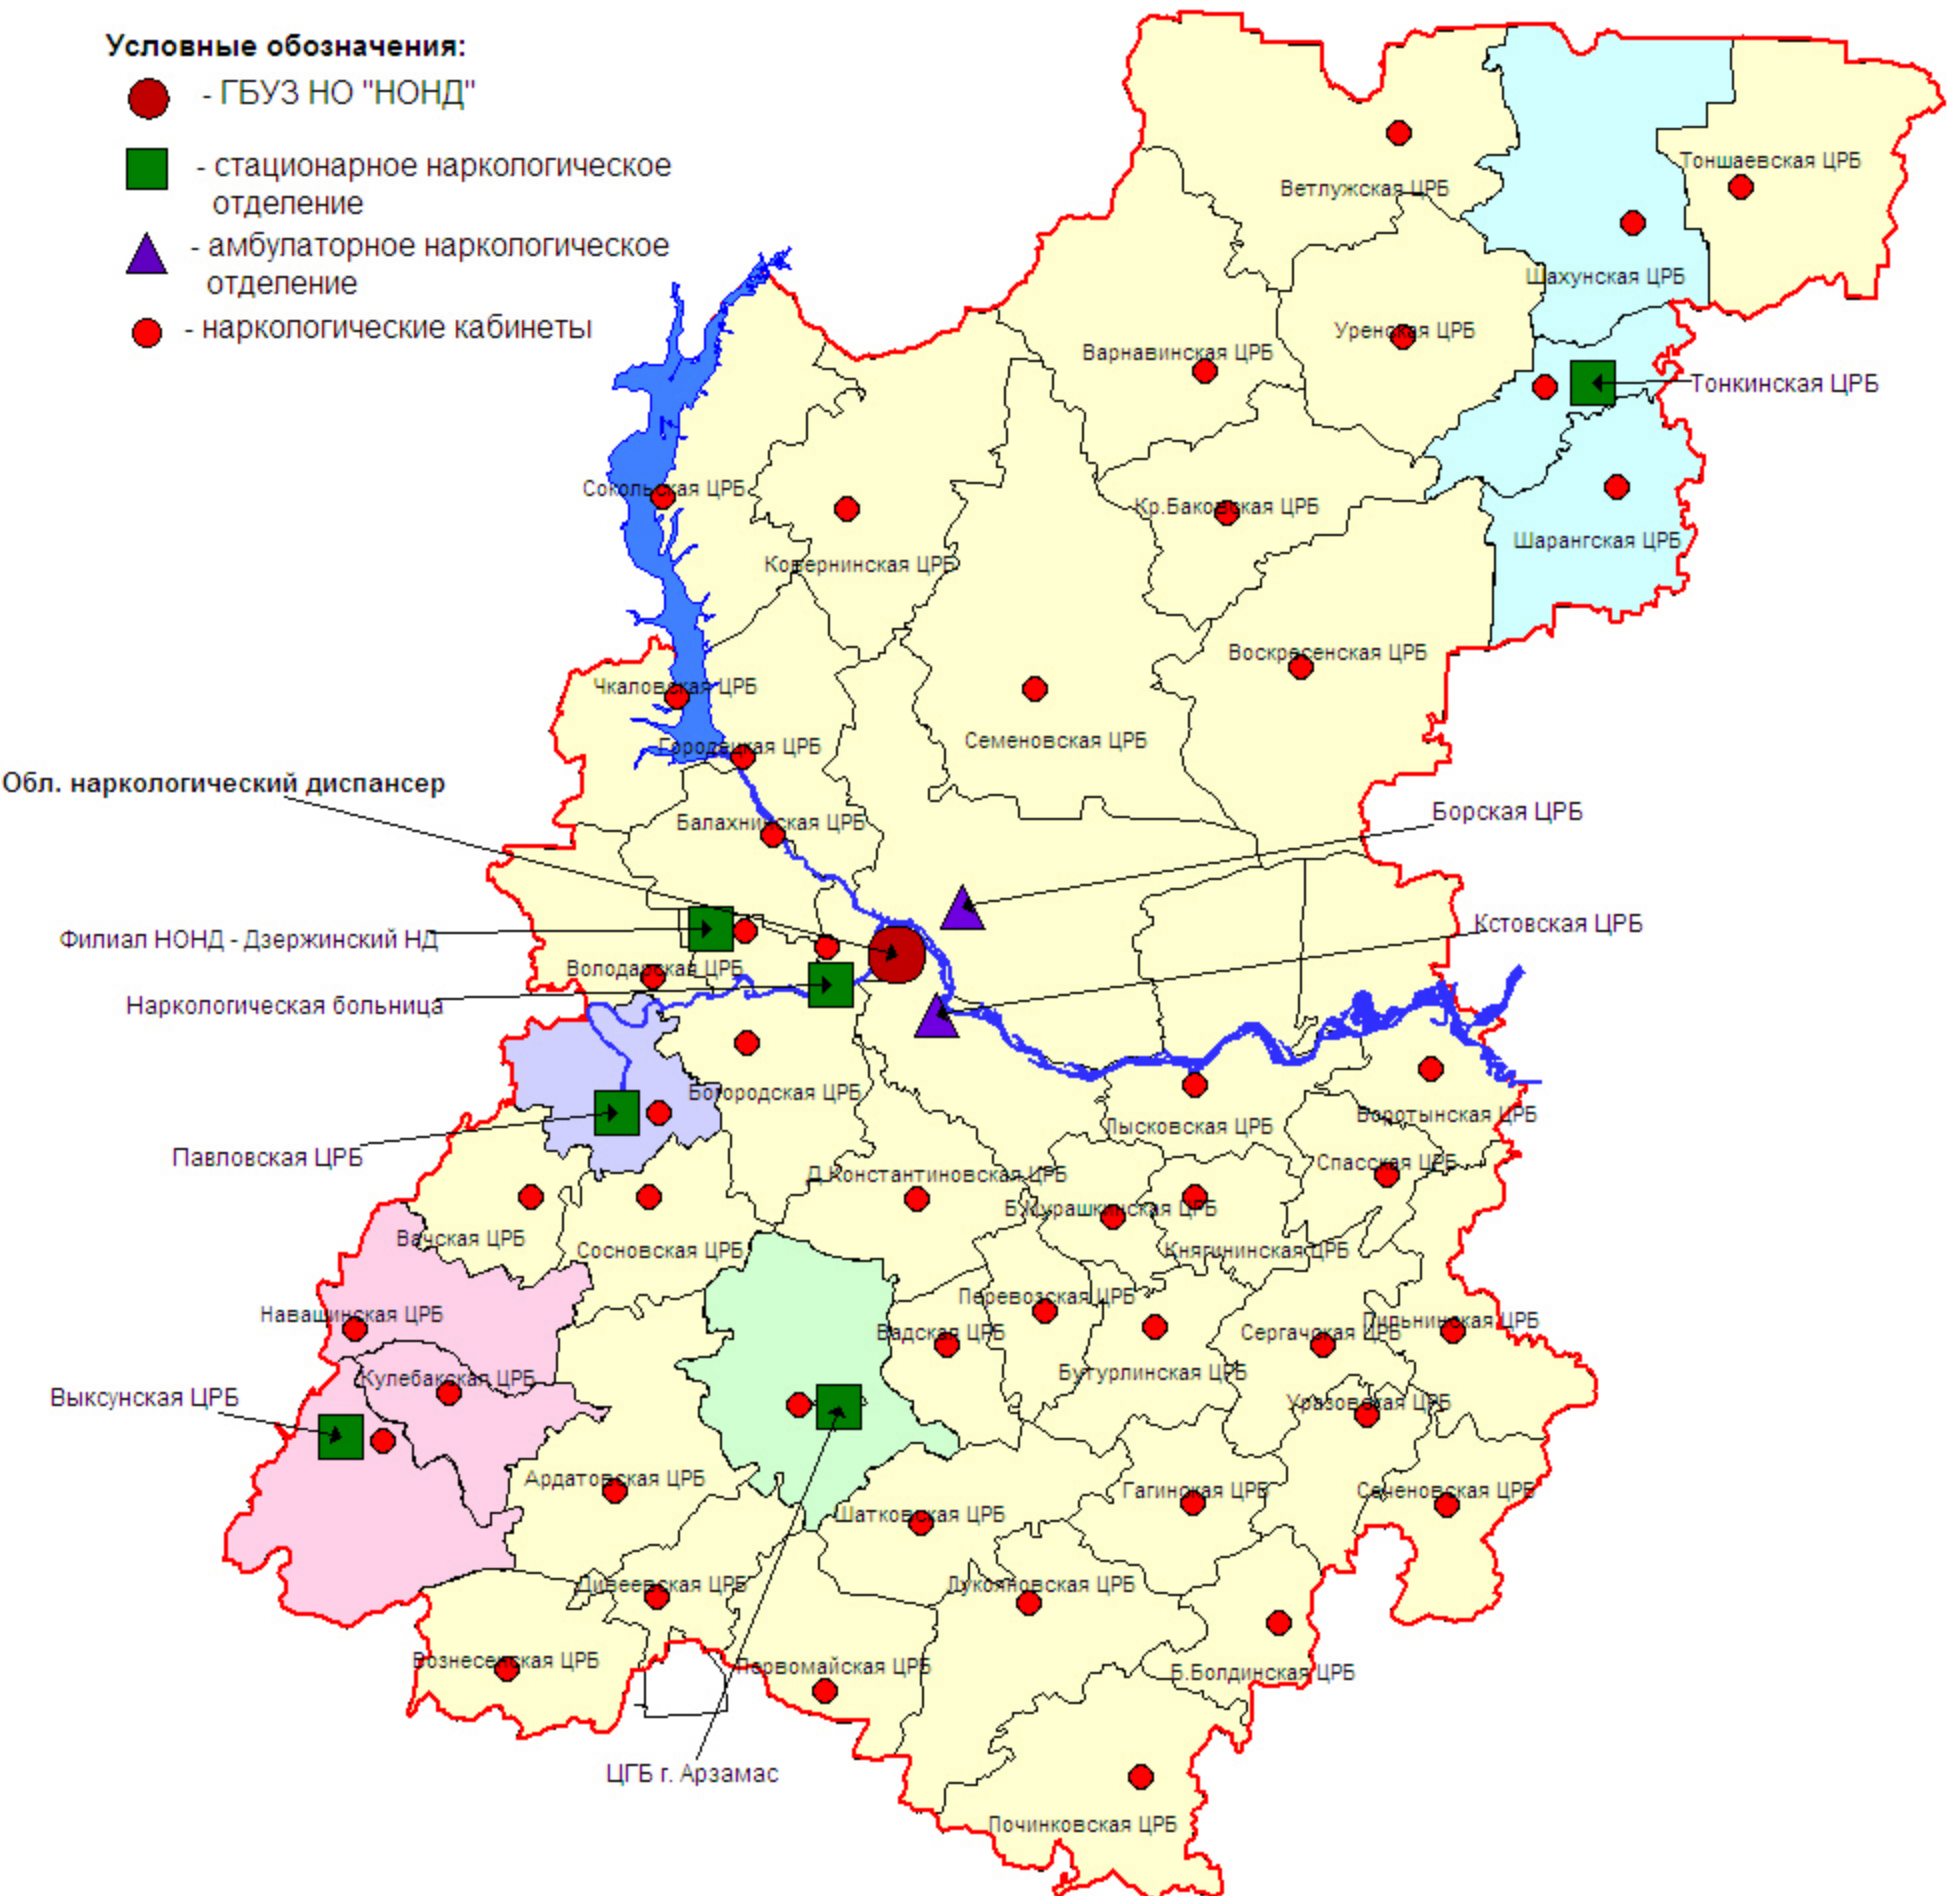 Условные обозначения:
- ГБУЗ НО "НОНД"
- стационарное наркологическое
отделение
- амбулаторное наркологическое
отделение
- наркологические кабинеты
Тоншаевская ЦРБ
Ветлужская ЦРБ
Шахунская ЦРБ
Уренская ЦРБ
Варнавинская ЦРБ
Тонкинская ЦРБ
Сокольская ЦРБ
Кр.Баковская ЦРБ
Шарангская ЦРБ
Ковернинская ЦРБ
Воскресенская ЦРБ
Чкаловская ЦРБ
Семеновская ЦРБ
Городецкая ЦРБ
Обл. наркологический диспансер
Борская ЦРБ
Балахнинская ЦРБ
Кстовская ЦРБ
Филиал НОНД - Дзержинский НД
Володарская ЦРБ
Наркологическая больница
Богородская ЦРБ
Воротынская ЦРБ
Лысковская ЦРБ
Павловская ЦРБ
Спасская ЦРБ
Д.Константиновская ЦРБ
Б.Мурашкинская ЦРБ
Вачская ЦРБ
Сосновская ЦРБ
Княгининская ЦРБ
Перевозская ЦРБ
Навашинская ЦРБ
Пильнинская ЦРБ
Вадская ЦРБ
Сергачская ЦРБ
Бутурлинская ЦРБ
Кулебакская ЦРБ
Выксунская ЦРБ
Уразовская ЦРБ
Ардатовская ЦРБ
Гагинская ЦРБ
Сеченовская ЦРБ
Шатковская ЦРБ
Дивеевская ЦРБ
Лукояновская ЦРБ
Вознесенская ЦРБ
Первомайская ЦРБ
Б.Болдинская ЦРБ
ЦГБ г. Арзамас
Починковская ЦРБ